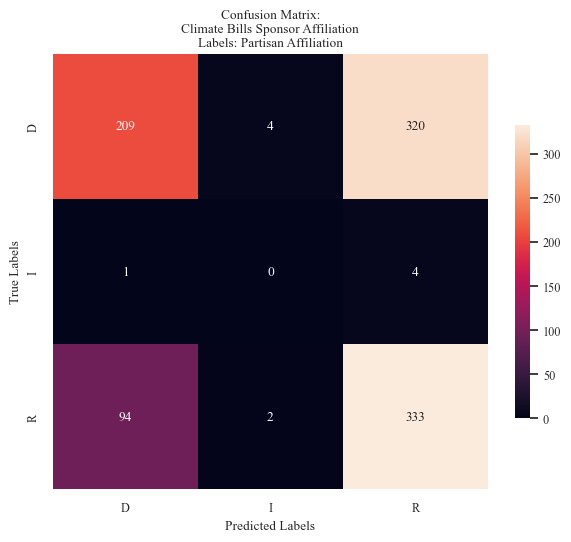 Confusion Matrix:
Climate Bills Sponsor Affiliation
Labels: Partisan Affiliation
True Labels
D
209 4 320
I
1 0 4
R
94 2 333
D I R
Predicted Labels
300
250
200
150
100
50
0